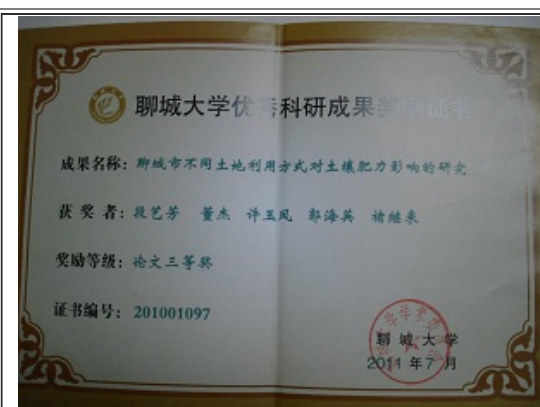 聊城大学优秀科研成果奖励证书
成果名称：聊城市不同土地利用方式对土壤肥力影响的研究
获奖者：段艺芳 董杰 许玉凤 郭海英 褚继来
奖励等级：论文三等奖
证书编号：201001097
聊城大学
2011年7月